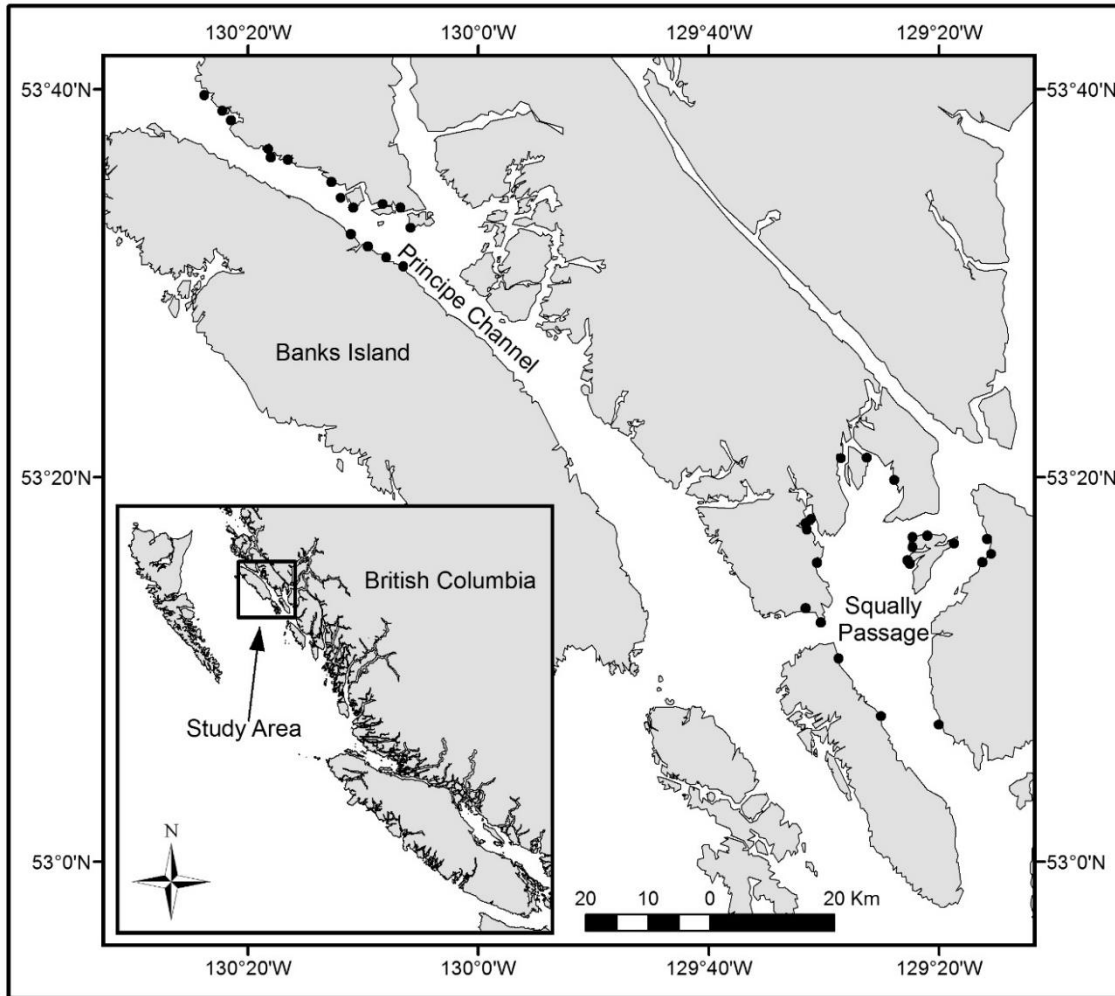 130°20'W 130°0'W 129°40'W 129°20'W
53°40'N 53°40'N
Principe Channel
Banks Island
53°20'N 53°20'N
British Columbia
Squally
Passage
Study Area
N
53°0'N 53°0'N
20 10 0 20 Km
130°20'W 130°0'W 129°40'W 129°20'W